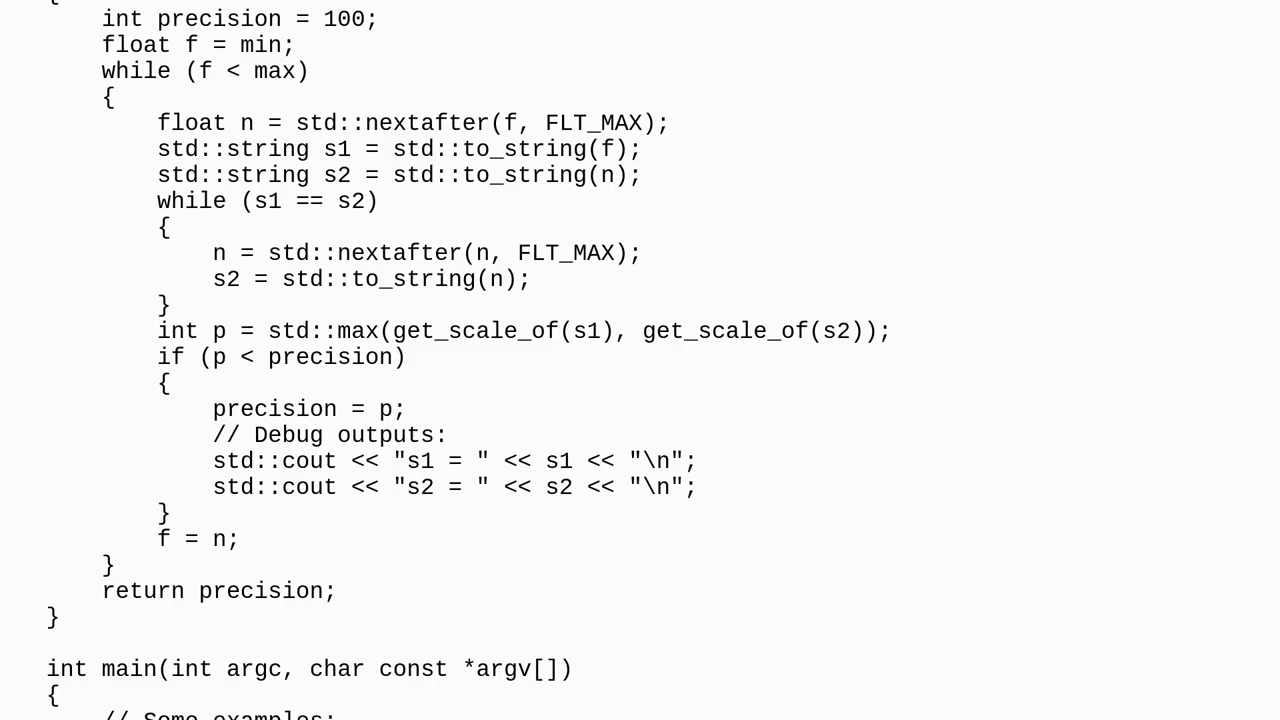 {
int precision = 100;
float f = min;
while (f < max)
{
float n = std::nextafter(f, FLT_MAX);
std::string s1 = std::to_string(f);
std::string s2 = std::to_string(n);
while (s1 == s2)
{
n = std::nextafter(n, FLT_MAX);
s2 = std::to_string(n);
}
int p = std::max(get_scale_of(s1), get_scale_of(s2));
if (p < precision)
{
precision = p;
// Debug outputs:
std::cout << "s1 = " << s1 << "\n";
std::cout << "s2 = " << s2 << "\n";
}
f = n;
}
return precision;
}
int main(int argc, char const *argv[])
{
// Some examples: